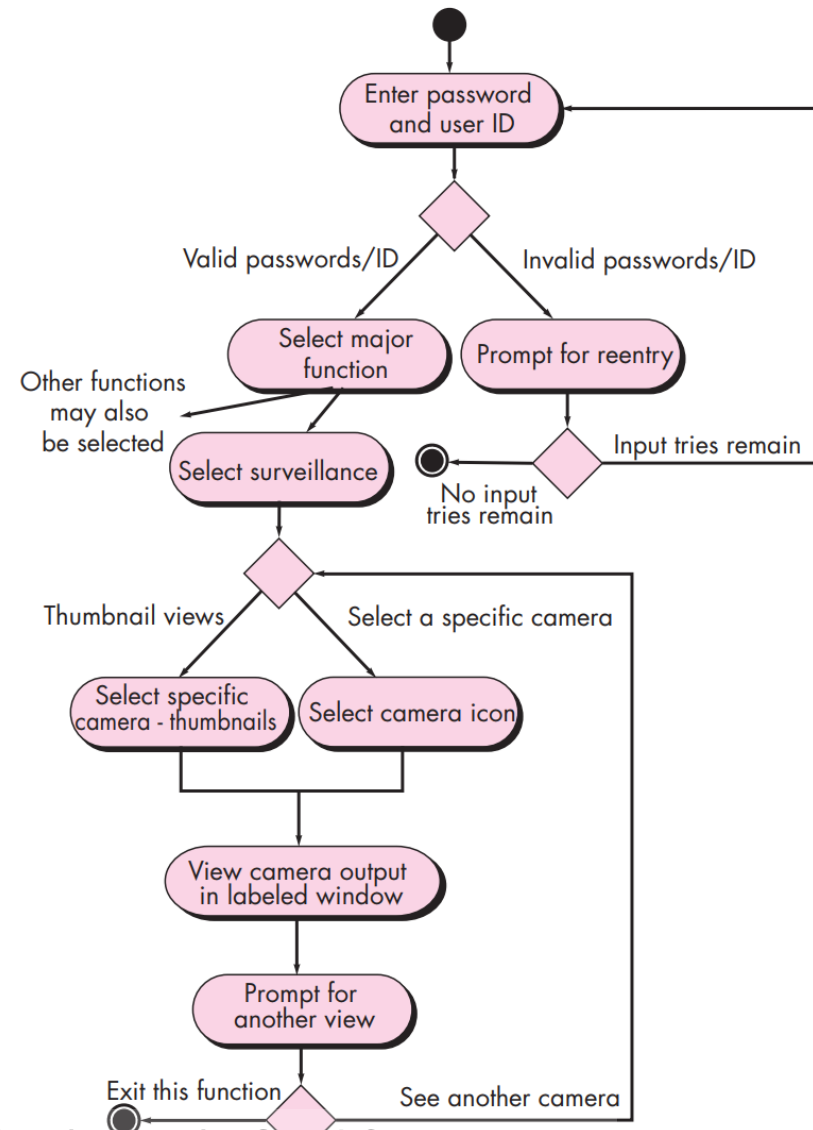 Enter password
and user ID
Valid passwords/ID
Invalid passwords/ID
Select major
function
Prompt for reentry
Other functions
may also
be selected
Input tries remain
Select surveillance
No input
tries remain
Thumbnail views
Select a specific camera
Select specific
camera - thumbnails
Select camera icon
View camera output
in labeled window
Prompt for
another view
Exit this function
See another camera